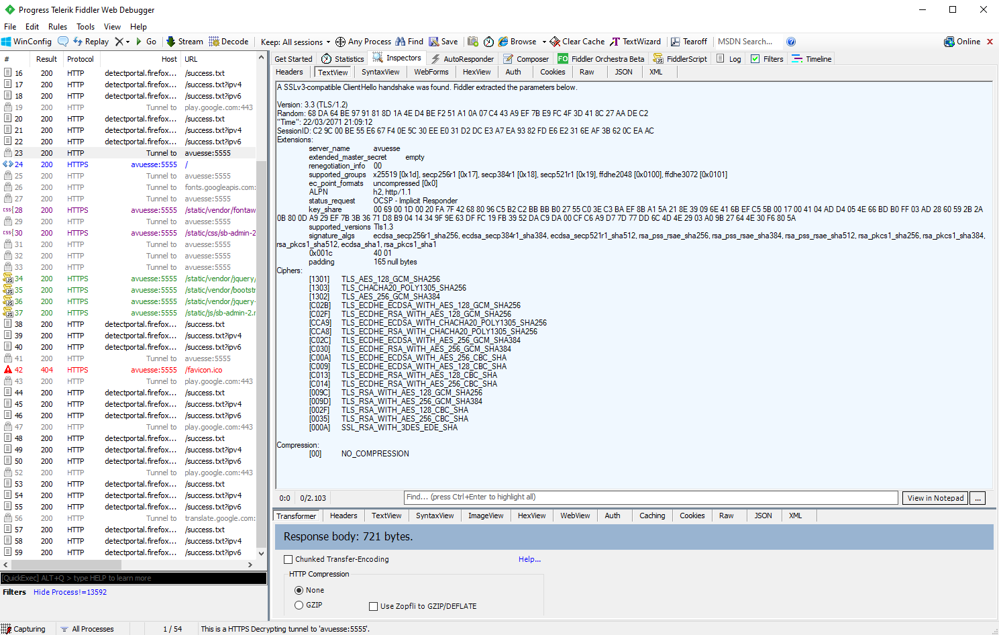 Progress Telerik Fiddler Web Debugger
File Edit Rules Tools View Help
WinConfig Replay Go Stream Decode Keep: All sessions Any Process Find Save Browse Clear Cache TextWizard Tearoff MSDN Search... Online
# Result Protocol Host URL
16 200 HTTP detectportal.firefox... /success.txt
17 200 HTTP detectportal.firefox... /success.txt?ipv4
18 200 HTTP detectportal.firefox... /success.txt?ipv6
19 200 HTTP Tunnel to play.google.com:443
20 200 HTTP detectportal.firefox... /success.txt
21 200 HTTP detectportal.firefox... /success.txt?ipv4
22 200 HTTP detectportal.firefox... /success.txt?ipv6
23 200 HTTP Tunnel to avuesse:5555
24 200 HTTPS avuesse:5555 /
25 200 HTTP Tunnel to avuesse:5555
26 200 HTTP Tunnel to fonts.googleapis.com:
27 200 HTTP Tunnel to avuesse:5555
28 200 HTTPS avuesse:5555 /static/vendor/fontaw
29 200 HTTP Tunnel to avuesse:5555
30 200 HTTPS avuesse:5555 /static/css/sb-admin-2
31 200 HTTP Tunnel to avuesse:5555
32 200 HTTP Tunnel to avuesse:5555
33 200 HTTP Tunnel to avuesse:5555
34 200 HTTPS avuesse:5555 /static/vendor/jquery/
35 200 HTTPS avuesse:5555 /static/vendor/bootstr
36 200 HTTPS avuesse:5555 /static/vendor/jquery-
37 200 HTTPS avuesse:5555 /static/js/sb-admin-2.r
38 200 HTTP detectportal.firefox... /success.txt
39 200 HTTP detectportal.firefox... /success.txt?ipv4
40 200 HTTP detectportal.firefox... /success.txt?ipv6
41 200 HTTP Tunnel to avuesse:5555
42 404 HTTPS avuesse:5555 /favicon.ico
43 200 HTTP Tunnel to play.google.com:443
44 200 HTTP detectportal.firefox... /success.txt
45 200 HTTP detectportal.firefox... /success.txt?ipv4
46 200 HTTP detectportal.firefox... /success.txt?ipv6
47 200 HTTP Tunnel to play.google.com:443
48 200 HTTP detectportal.firefox... /success.txt
49 200 HTTP detectportal.firefox... /success.txt?ipv4
50 200 HTTP detectportal.firefox... /success.txt?ipv6
52 200 HTTP Tunnel to play.google.com:443
53 200 HTTP detectportal.firefox... /success.txt
54 200 HTTP detectportal.firefox... /success.txt?ipv4
55 200 HTTP detectportal.firefox... /success.txt?ipv6
56 200 HTTP Tunnel to translate.google.com:
57 200 HTTP detectportal.firefox... /success.txt
58 200 HTTP detectportal.firefox... /success.txt?ipv4
59 200 HTTP detectportal.firefox... /success.txt?ipv6
[QuickExec] ALT+Q > type HELP to learn more
Filters Hide Process!=13592
Get Started Statistics Inspectors AutoResponder Composer FO Fiddler Orchestra Beta FiddlerScript Log Filters Timeline
Headers TextView SyntaxView WebForms HexView Auth Cookies Raw JSON XML
A SSLv3-compatible ClientHello handshake was found. Fiddler extracted the parameters below.
Version: 3.3 (TLS/1.2)
Random: 68 DA 64 BE 97 91 81 8D 1A 4E D4 BE F2 51 A1 0A 07 C4 43 A9 EF 7B E9 FC 4F 3D 41 8C 27 AA DE C2
"Time": 22/03/2071 21:09:12
SessionID: C2 9C 00 BE 55 E6 67 F4 0E 5C 30 EE E0 31 D2 DC E3 A7 EA 93 82 FD E6 E2 31 6E AF 3B 62 0C EA AC
Extensions:
server_name avuesse
extended_master_secret empty
renegotiation_info 00
supported_groups x25519 [0x1d], secp256r1 [0x17], secp384r1 [0x18], secp521r1 [0x19], ffdhe2048 [0x0100], ffdhe3072 [0x0101]
ec_point_formats uncompressed [0x0]
ALPN h2, http/1.1
status_request OCSP - Implicit Responder
key_share 00 69 00 1D 00 20 FA 7F 42 68 80 96 C5 B2 C2 BB BB B0 27 55 C0 3E C3 BA EF 8B A1 5A 21 8E 39 09 6E 41 6B EF C5 5B 00 17 00 41 04 AD D4 05 4E 66 BD B0 FF 03 AD 28 60 59 2B 2A
0B 80 0D A9 29 EF 7B 3B 36 71 D8 B9 04 14 34 9F 9E 63 DF FC 19 FB 39 52 DA C9 DA 00 CF C6 A9 D7 7D 77 DD 6C 4D 4E 29 03 A0 9B 27 64 4E 30 F6 80 5A
supported_versions Tls1.3
signature_algs ecdsa_secp256r1_sha256, ecdsa_secp384r1_sha384, ecdsa_secp521r1_sha512, rsa_pss_rsae_sha256, rsa_pss_rsae_sha384, rsa_pss_rsae_sha512, rsa_pkcs1_sha256, rsa_pkcs1_sha384,
rsa_pkcs1_sha512, ecdsa_sha1, rsa_pkcs1_sha1
0x001c 40 01
padding 165 null bytes
Ciphers:
[1301] TLS_AES_128_GCM_SHA256
[1303] TLS_CHACHA20_POLY1305_SHA256
[1302] TLS_AES_256_GCM_SHA384
[C02B] TLS_ECDHE_ECDSA_WITH_AES_128_GCM_SHA256
[C02F] TLS_ECDHE_RSA_WITH_AES_128_GCM_SHA256
[CCA9] TLS_ECDHE_ECDSA_WITH_CHACHA20_POLY1305_SHA256
[CCA8] TLS_ECDHE_RSA_WITH_CHACHA20_POLY1305_SHA256
[C02C] TLS_ECDHE_ECDSA_WITH_AES_256_GCM_SHA384
[C030] TLS_ECDHE_RSA_WITH_AES_256_GCM_SHA384
[C00A] TLS_ECDHE_ECDSA_WITH_AES_256_CBC_SHA
[C009] TLS_ECDHE_ECDSA_WITH_AES_128_CBC_SHA
[C013] TLS_ECDHE_RSA_WITH_AES_128_CBC_SHA
[C014] TLS_ECDHE_RSA_WITH_AES_256_CBC_SHA
[009C] TLS_RSA_WITH_AES_128_GCM_SHA256
[009D] TLS_RSA_WITH_AES_256_GCM_SHA384
[002F] TLS_RSA_WITH_AES_128_CBC_SHA
[0035] TLS_RSA_WITH_AES_256_CBC_SHA
[000A] SSL_RSA_WITH_3DES_EDE_SHA
Compression:
[00] NO_COMPRESSION
0:0 0/2.103 Find... (press Ctrl+Enter to highlight all) View in Notepad ...
Transformer Headers TextView SyntaxView ImageView HexView WebView Auth Caching Cookies Raw JSON XML
Response body: 721 bytes.
Chunked Transfer-Encoding Help...
HTTP Compression
None
GZIP Use Zopfli to GZIP/DEFLATE
Capturing All Processes 1 / 54 This is a HTTPS Decrypting tunnel to 'avuesse:5555'.